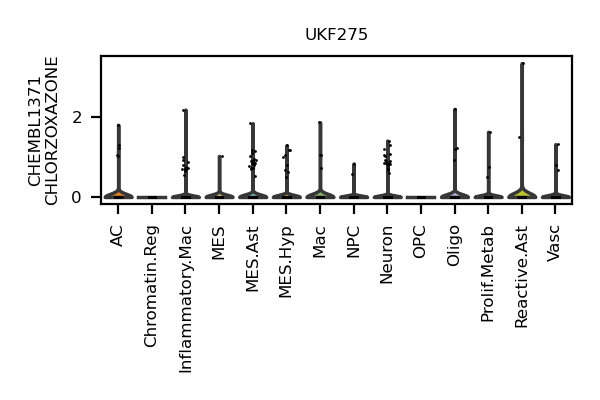 UKF275
CHEMBL1371
CHLORZOXAZONE
2
0
AC
Chromatin.Reg
Inflammatory.Mac
MES
MES.Ast
MES.Hyp
Mac
NPC
Neuron
OPC
Oligo
Prolif.Metab
Reactive.Ast
Vasc